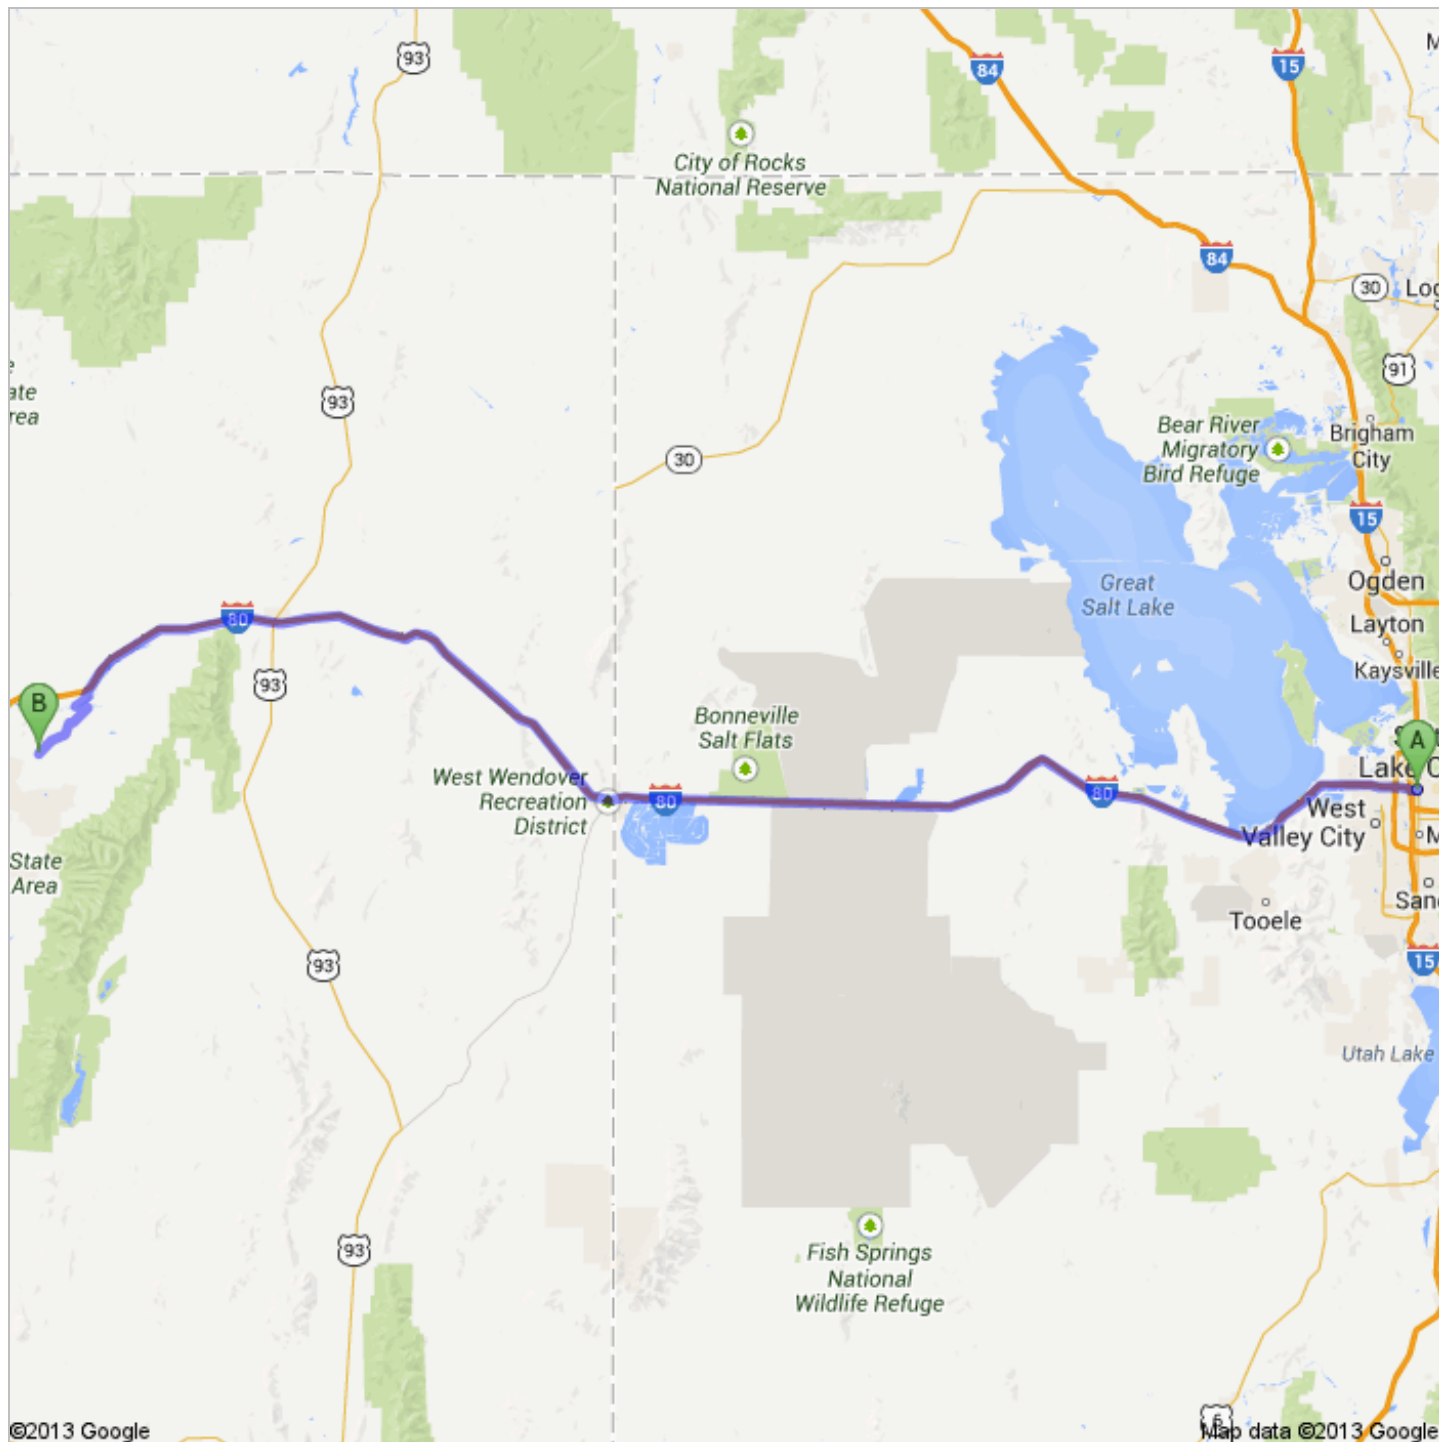 93
84
15
M
City of Rocks
National Reserve
84
30
Log
91
93
ate
rea
Bear River
Migratory
Bird Refuge
Brigham
City
30
15
Great
Salt Lake
Ogden
Layton
Kaysville
80
93
B
Bonneville
Salt Flats
A
Lake C
West Wendover
Recreation
District
80
80
West
Valley City
M
State
Area
San
Tooele
93
15
Utah Lake
93
Fish Springs
National
Wildlife Refuge
6
©2013 Google
Map data ©2013 Google